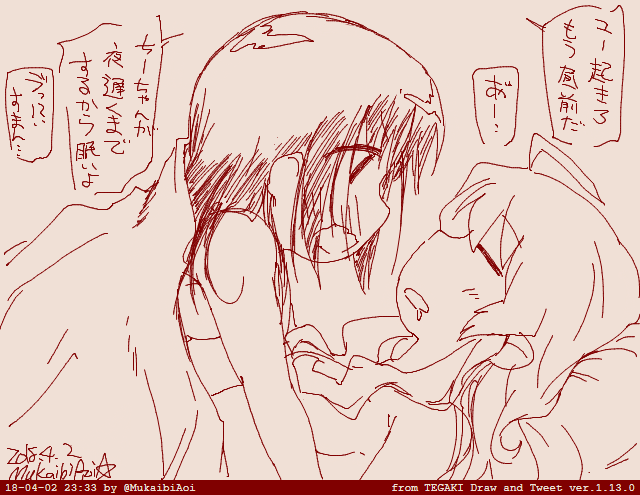 ユー起きろ
もう昼前だ
あ゛ー…
ちーちゃんが
夜遅くまで
するから眠いよ
すまん…
2018.4.2
MukaibiAoi☆
18-04-02 23:33 by @MukaibiAoi
from TEGAKI Draw and Tweet ver.1.13.0